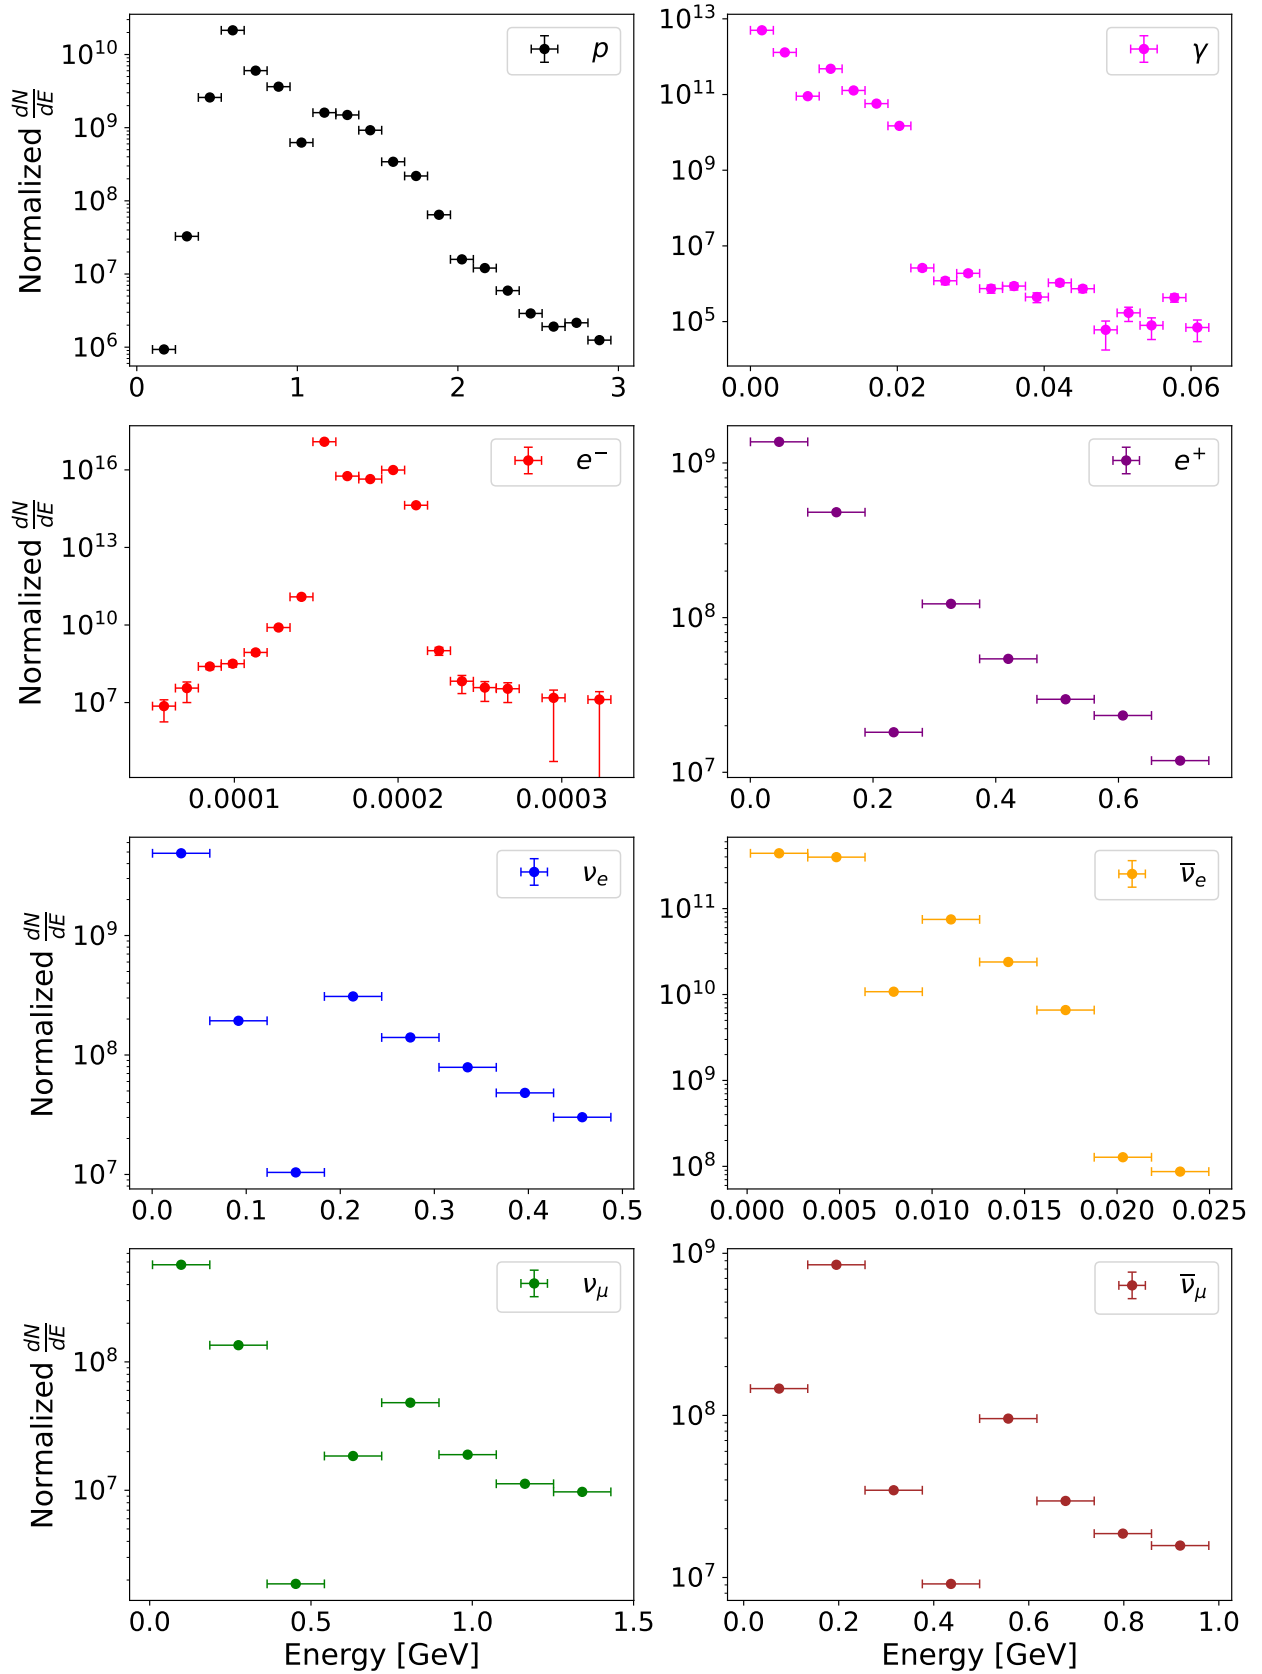 Normalized dN/dE
10^10
10^9
10^8
10^7
10^6
0 1 2 3
p
10^13
10^11
10^9
10^7
10^5
0.00 0.02 0.04 0.06
γ
Normalized dN/dE
10^16
10^13
10^10
10^7
0.0001 0.0002 0.0003
e^−
10^9
10^8
10^7
0.0 0.2 0.4 0.6
e^+
Normalized dN/dE
10^9
10^8
10^7
0.0 0.1 0.2 0.3 0.4 0.5
ν_e
10^11
10^10
10^9
10^8
0.000 0.005 0.010 0.015 0.020 0.025
ν̅_e
Normalized dN/dE
10^8
10^7
0.0 0.5 1.0 1.5
ν_μ
Energy [GeV]
10^9
10^8
10^7
0.0 0.2 0.4 0.6 0.8 1.0
ν̅_μ
Energy [GeV]